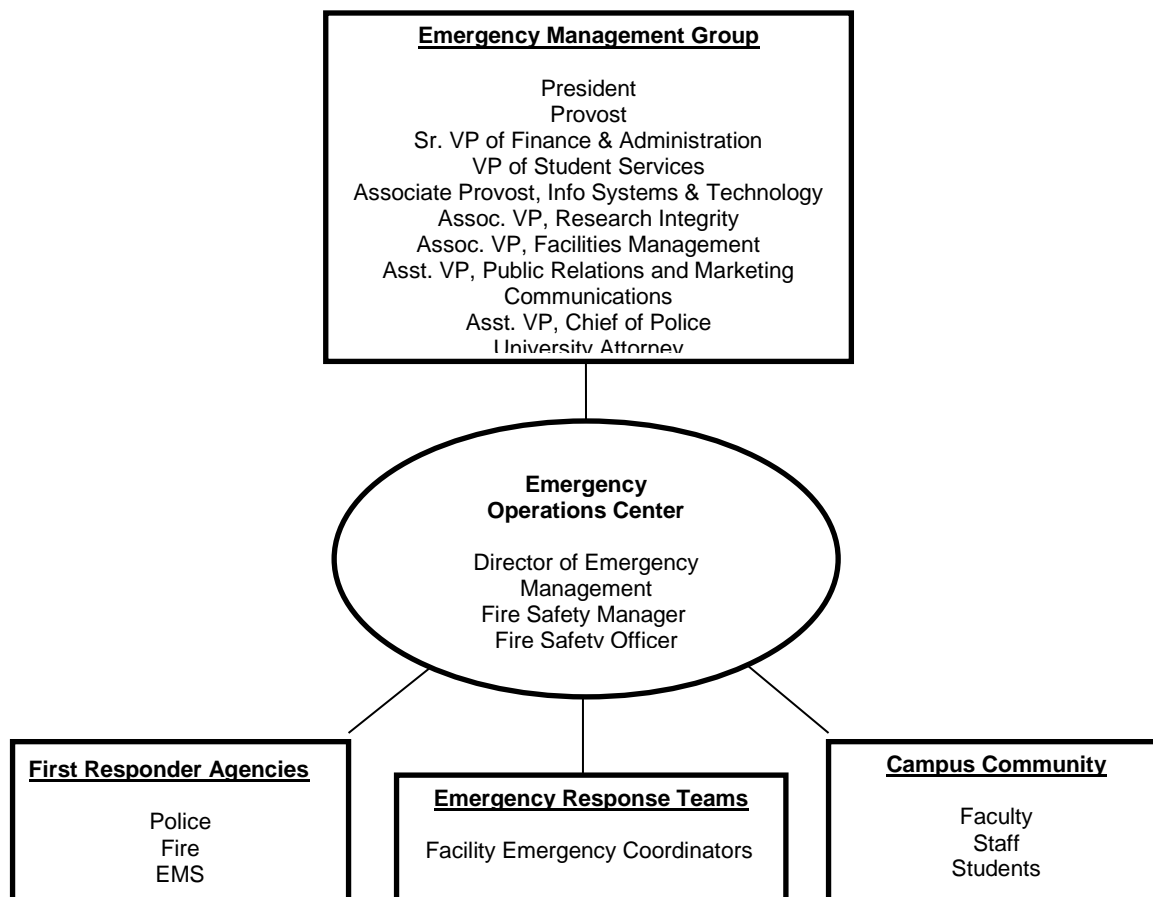 Emergency Management Group
President
Provost
Sr. VP of Finance & Administration
VP of Student Services
Associate Provost, Info Systems & Technology
Assoc. VP, Research Integrity
Assoc. VP, Facilities Management
Asst. VP, Public Relations and Marketing
Communications
Asst. VP, Chief of Police
University Attorney
Emergency
Operations Center
Director of Emergency
Management
Fire Safety Manager
Fire Safety Officer
First Responder Agencies
Police
Fire
EMS
Emergency Response Teams
Facility Emergency Coordinators
Campus Community
Faculty
Staff
Students